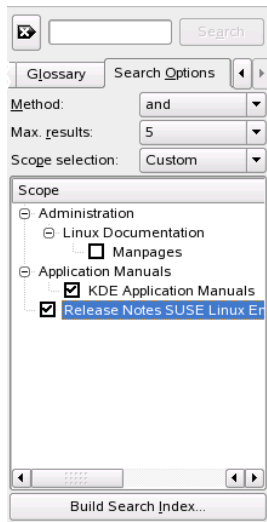 Search
Glossary Search Options
Method: and
Max. results: 5
Scope selection: Custom
Scope
Administration
Linux Documentation
Manpages
Application Manuals
KDE Application Manuals
Release Notes SUSE Linux En
Build Search Index...